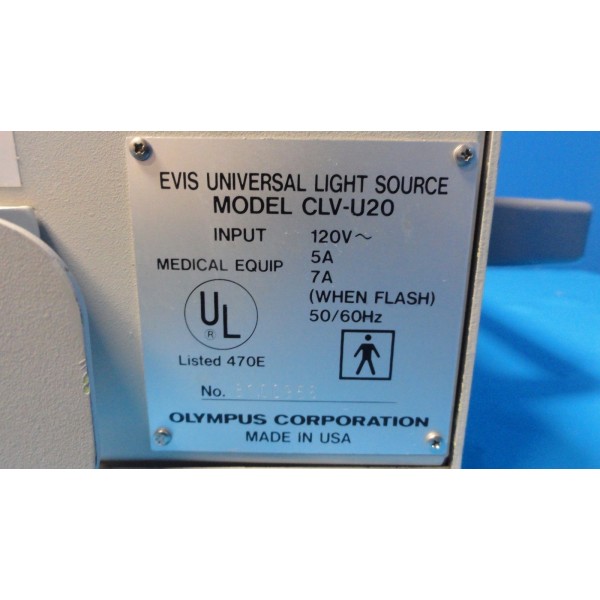 EVIS UNIVERSAL LIGHT SOURCE
MODEL CLV-U20
INPUT 120V~
5A
MEDICAL EQUIP
7A
(WHEN FLASH)
50/60Hz
UL
®
Listed 470E
No.
OLYMPUS CORPORATION
MADE IN USA